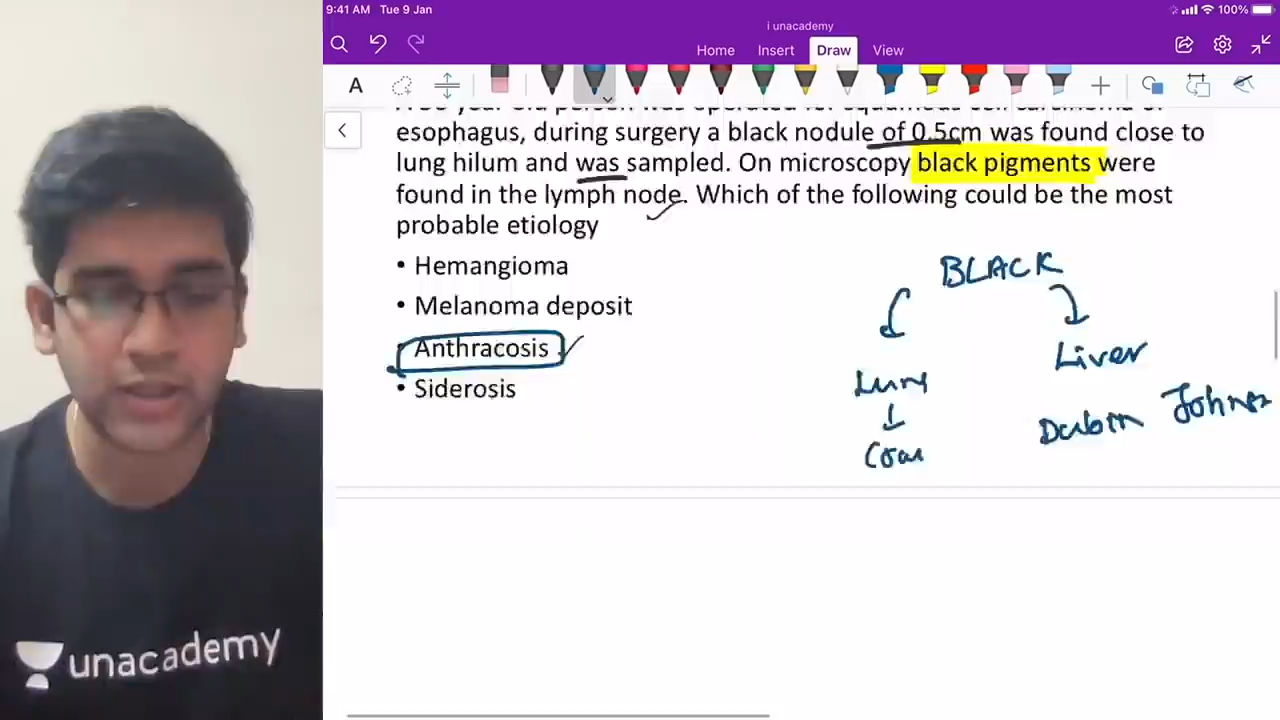 9:41 AM Tue 9 Jan
100%
i unacademy
Home Insert Draw View
A
esophagus, during surgery a black nodule of 0.5cm was found close to
lung hilum and was sampled. On microscopy black pigments were
found in the lymph node. Which of the following could be the most
probable etiology
• Hemangioma
• Melanoma deposit
Anthracosis
• Siderosis
BLACK
Lung
Liver
Coal
Dubin Johnson
unacademy